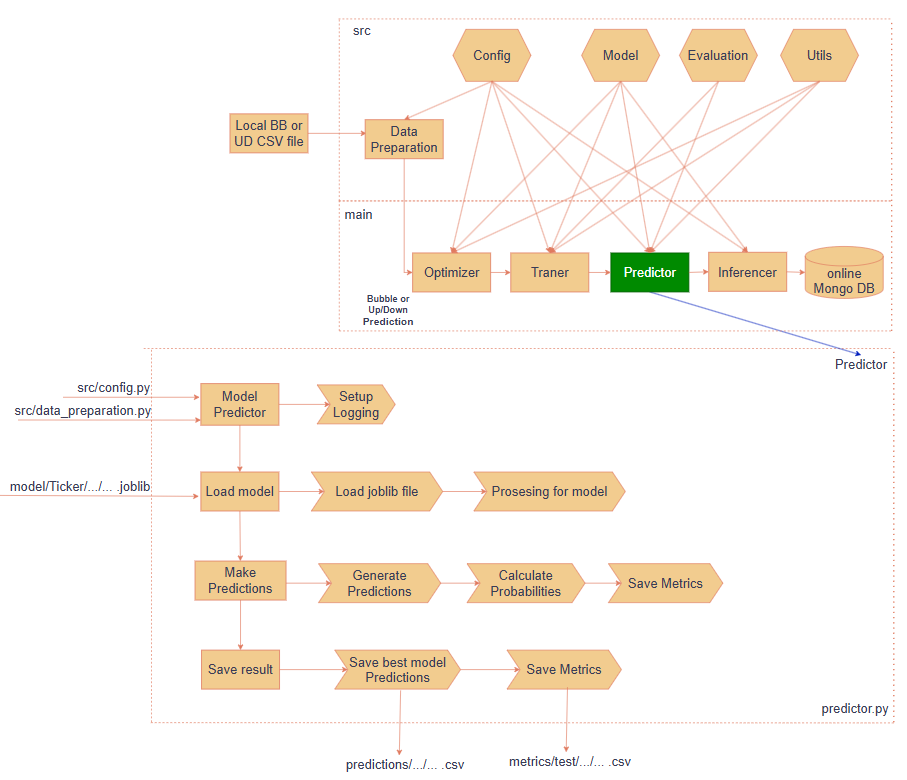 src
Config
Model
Evaluation
Utils
Local BB or
UD CSV file
Data
Preparation
main
Optimizer
Traner
Predictor
Inferencer
online
Mongo DB
Bubble or
Up/Down
Prediction
Predictor
src/config.py
src/data_preparation.py
Model
Predictor
Setup
Logging
model/Ticker/.../... .joblib
Load model
Load joblib file
Prosesing for model
Make
Predictions
Generate
Predictions
Calculate
Probabilities
Save Metrics
Save result
Save best model
Predictions
Save Metrics
predictor.py
predictions/.../... .csv
metrics/test/.../... .csv